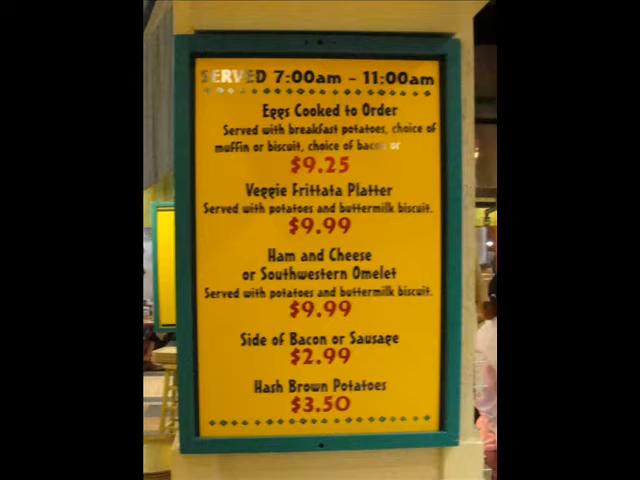 SERVED 7:00am - 11:00am
Eggs Cooked to Order
Served with breakfast potatoes, choice of
muffin or biscuit, choice of bacon or
$9.25
Veggie Frittata Platter
Served with potatoes and buttermilk biscuit.
$9.99
Ham and Cheese
or Southwestern Omelet
Served with potatoes and buttermilk biscuit.
$9.99
Side of Bacon or Sausage
$2.99
Hash Brown Potatoes
$3.50